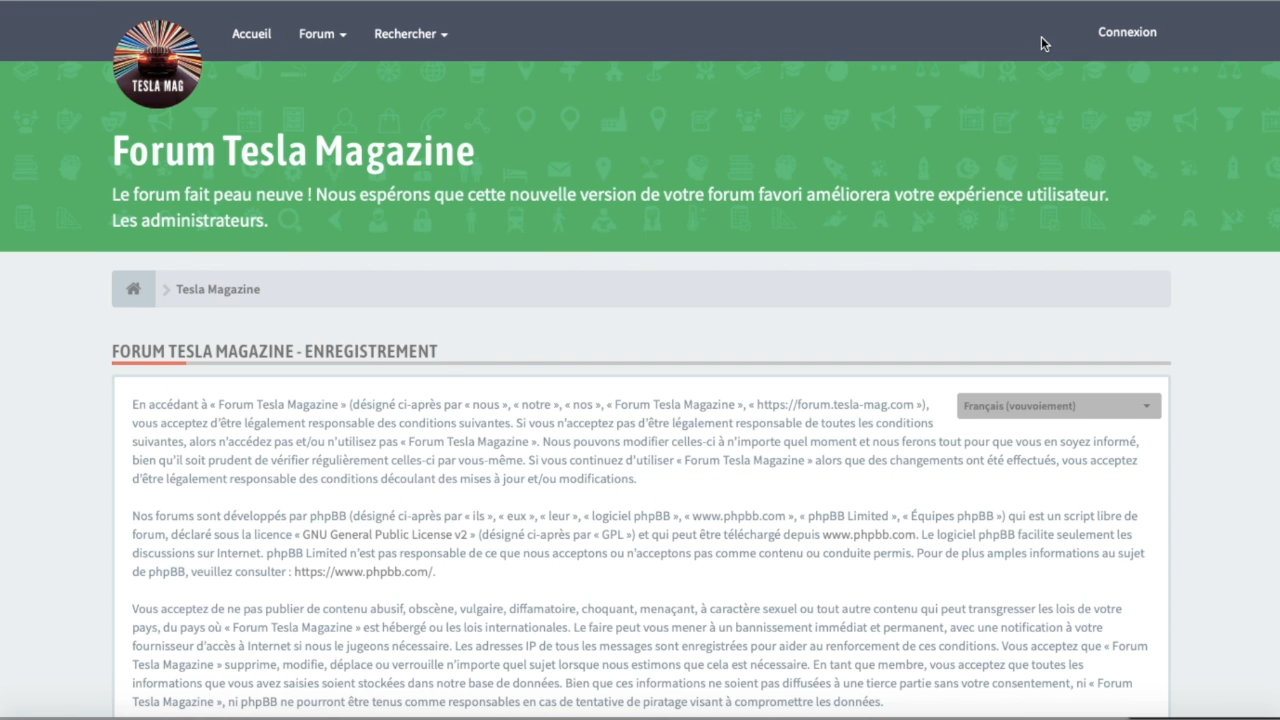 Accueil Forum Rechercher Connexion
TESLA MAG
Forum Tesla Magazine
Le forum fait peau neuve ! Nous espérons que cette nouvelle version de votre forum favori améliorera votre expérience utilisateur.
Les administrateurs.
Tesla Magazine
FORUM TESLA MAGAZINE - ENREGISTREMENT
Français (vouvoiement)
En accédant à « Forum Tesla Magazine » (désigné ci-après par « nous », « notre », « nos », « Forum Tesla Magazine », « https://forum.tesla-mag.com »),
vous acceptez d’être légalement responsable des conditions suivantes. Si vous n’acceptez pas d’être légalement responsable de toutes les conditions
suivantes, alors n’accédez pas et/ou n’utilisez pas « Forum Tesla Magazine ». Nous pouvons modifier celles-ci à n’importe quel moment et nous ferons tout pour que vous en soyez informé,
bien qu’il soit prudent de vérifier régulièrement celles-ci par vous-même. Si vous continuez d’utiliser « Forum Tesla Magazine » alors que des changements ont été effectués, vous acceptez
d’être légalement responsable des conditions découlant des mises à jour et/ou modifications.
Nos forums sont développés par phpBB (désigné ci-après par « ils », « eux », « leur », « logiciel phpBB », « www.phpbb.com », « phpBB Limited », « Équipes phpBB ») qui est un script libre de
forum, déclaré sous la licence « GNU General Public License v2 » (désigné ci-après par « GPL ») et qui peut être téléchargé depuis www.phpbb.com. Le logiciel phpBB facilite seulement les
discussions sur Internet. phpBB Limited n’est pas responsable de ce que nous acceptons ou n’acceptons pas comme contenu ou conduite permis. Pour de plus amples informations au sujet
de phpBB, veuillez consulter : https://www.phpbb.com/.
Vous acceptez de ne pas publier de contenu abusif, obscène, vulgaire, diffamatoire, choquant, menaçant, à caractère sexuel ou tout autre contenu qui peut transgresser les lois de votre
pays, du pays où « Forum Tesla Magazine » est hébergé ou les lois internationales. Le faire peut vous mener à un bannissement immédiat et permanent, avec une notification à votre
fournisseur d’accès à Internet si nous le jugeons nécessaire. Les adresses IP de tous les messages sont enregistrées pour aider au renforcement de ces conditions. Vous acceptez que « Forum
Tesla Magazine » supprime, modifie, déplace ou verrouille n’importe quel sujet lorsque nous estimons que cela est nécessaire. En tant que membre, vous acceptez que toutes les
informations que vous avez saisies soient stockées dans notre base de données. Bien que ces informations ne soient pas diffusées à une tierce partie sans votre consentement, ni « Forum
Tesla Magazine », ni phpBB ne pourront être tenus comme responsables en cas de tentative de piratage visant à compromettre les données.